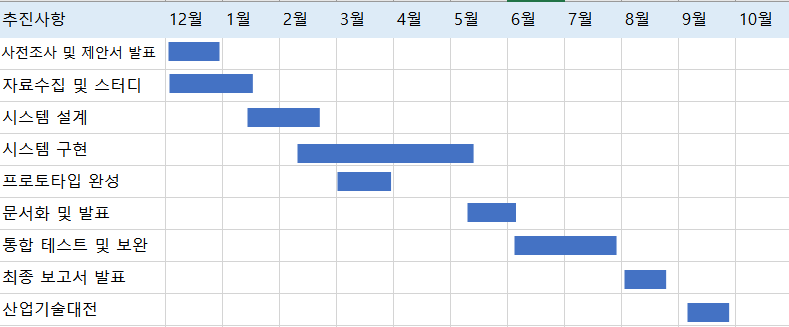 추진사항 12월 1월 2월 3월 4월 5월 6월 7월 8월 9월 10월
사전조사 및 제안서 발표
자료수집 및 스터디
시스템 설계
시스템 구현
프로토타입 완성
문서화 및 발표
통합 테스트 및 보완
최종 보고서 발표
산업기술대전